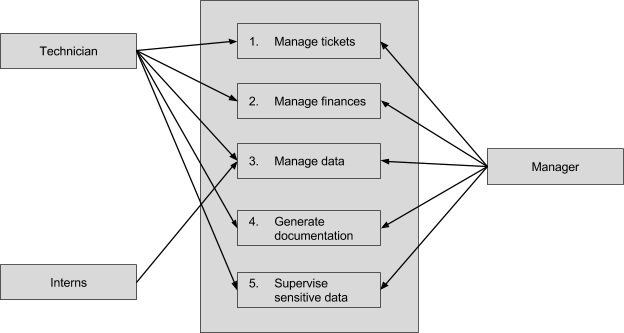 Technician
1. Manage tickets
2. Manage finances
3. Manage data
Manager
4. Generate
documentation
Interns
5. Supervise
sensitive data